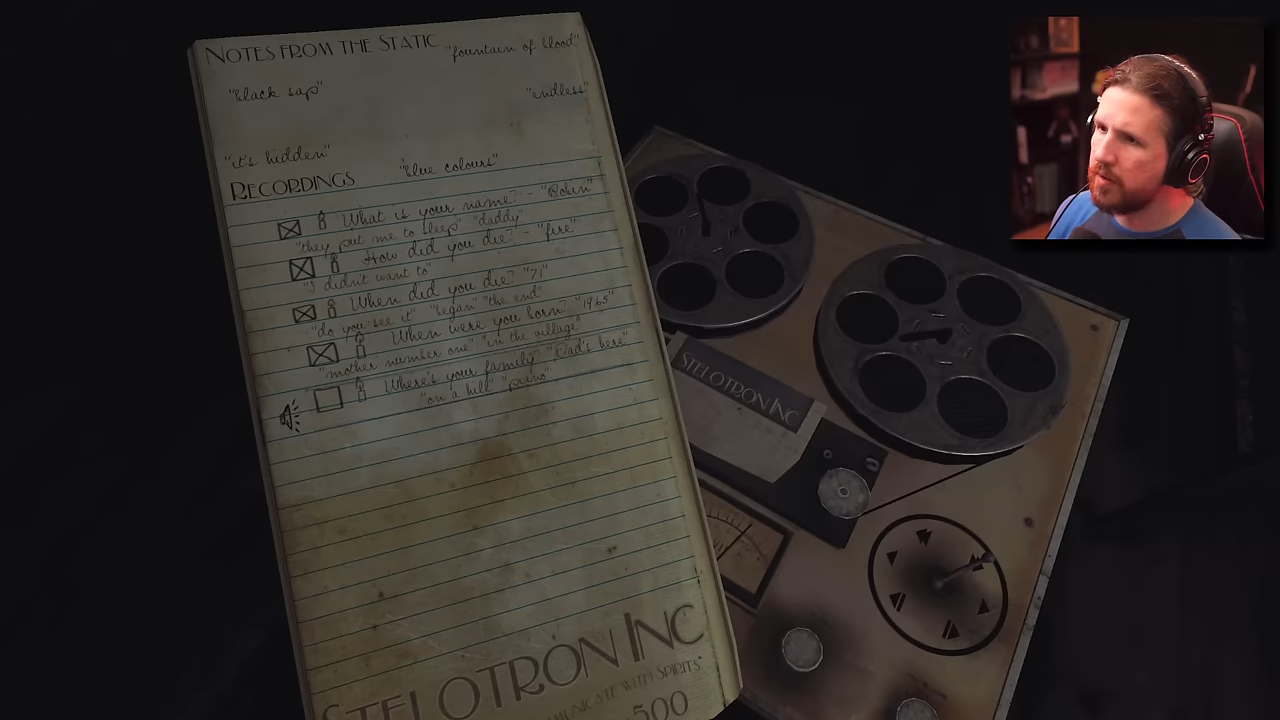 NOTES FROM THE STATIC
"fountain of blood"
"black sap"
"endless"
"it's hidden"
"blue colours"
RECORDINGS
What is your name? - "Robin"
"they put me to sleep" "daddy"
How did you die? - "fire"
"I didn't want to"
When did you die? "71"
"do you see it" "began" "the end"
When were you born? "1965"
"mother number one" "in the village"
Where's your family? "Dad's here"
"on a hill" "piano"
STELOTRON INC
STELOTRON INC
WITH SPIRITS
500